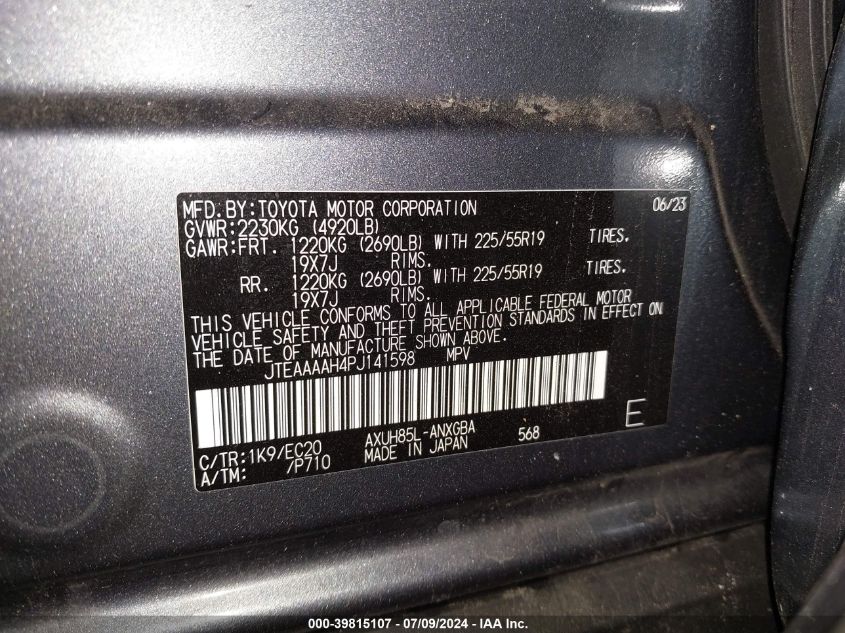 MFD. BY: TOYOTA MOTOR CORPORATION 06/23
GVWR: 2230KG (4920LB)
GAWR: FRT. 1220KG (2690LB) WITH 225/55R19 TIRES.
19X7J RIMS.
RR. 1220KG (2690LB) WITH 225/55R19 TIRES.
19X7J RIMS.
THIS VEHICLE CONFORMS TO ALL APPLICABLE FEDERAL MOTOR
VEHICLE SAFETY AND THEFT PREVENTION STANDARDS IN EFFECT ON
THE DATE OF MANUFACTURE SHOWN ABOVE.
JTEAAAAH4PJ141598 MPV
C/TR: 1K9/EC20 AXUH85L-ANXGBA 568 E
A/TM: /P710 MADE IN JAPAN
000-39815107 - 07/09/2024 - IAA Inc.